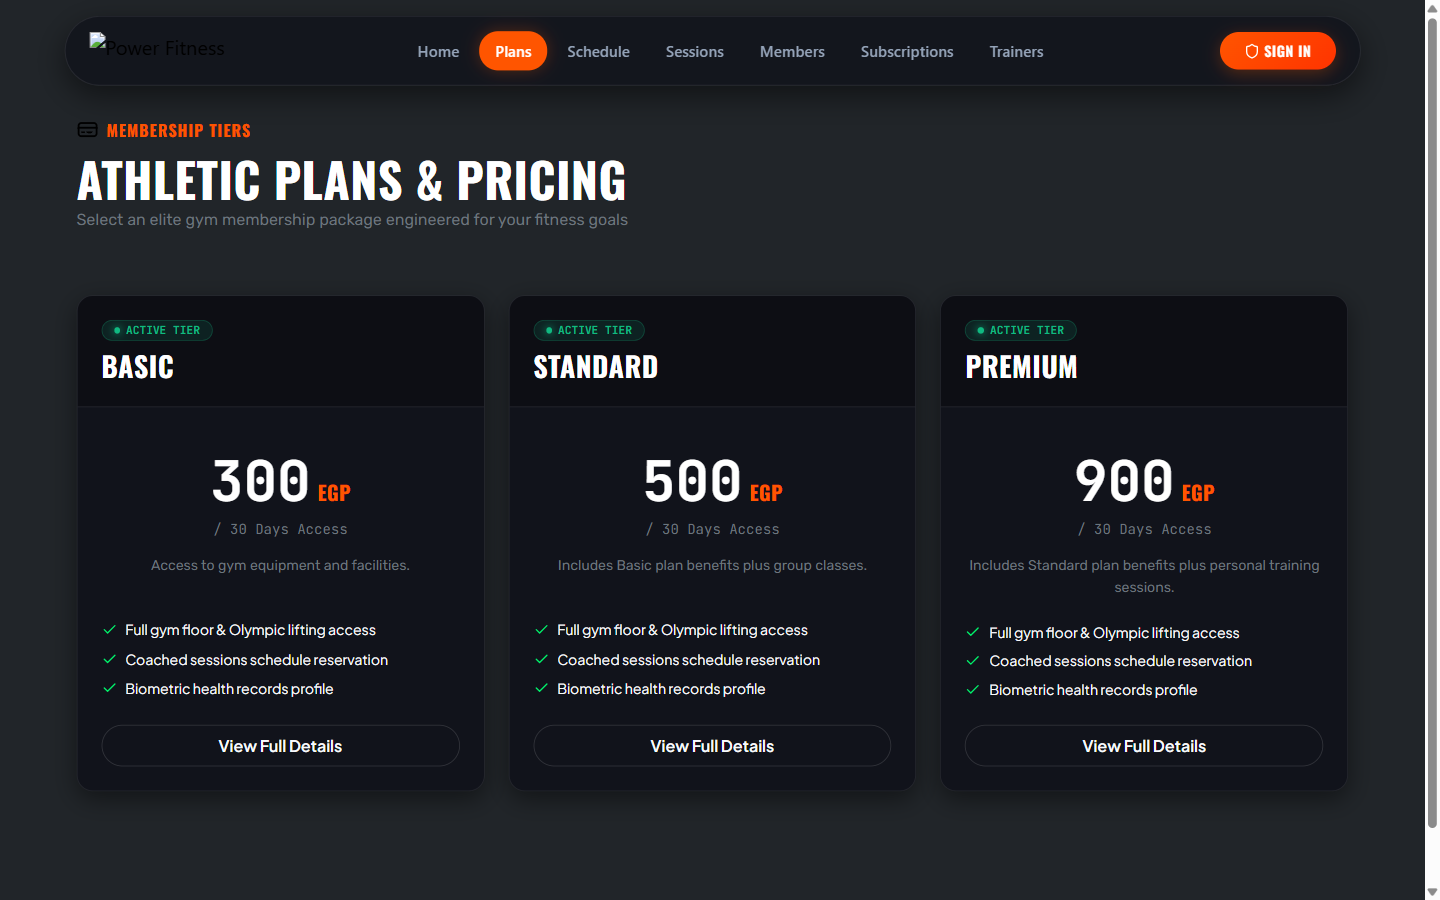 Power Fitness
Home
Plans
Schedule
Sessions
Members
Subscriptions
Trainers
SIGN IN
MEMBERSHIP TIERS
ATHLETIC PLANS & PRICING
Select an elite gym membership package engineered for your fitness goals
ACTIVE TIER
BASIC
300 EGP
/ 30 Days Access
Access to gym equipment and facilities.
Full gym floor & Olympic lifting access
Coached sessions schedule reservation
Biometric health records profile
View Full Details
ACTIVE TIER
STANDARD
500 EGP
/ 30 Days Access
Includes Basic plan benefits plus group classes.
Full gym floor & Olympic lifting access
Coached sessions schedule reservation
Biometric health records profile
View Full Details
ACTIVE TIER
PREMIUM
900 EGP
/ 30 Days Access
Includes Standard plan benefits plus personal training
sessions.
Full gym floor & Olympic lifting access
Coached sessions schedule reservation
Biometric health records profile
View Full Details